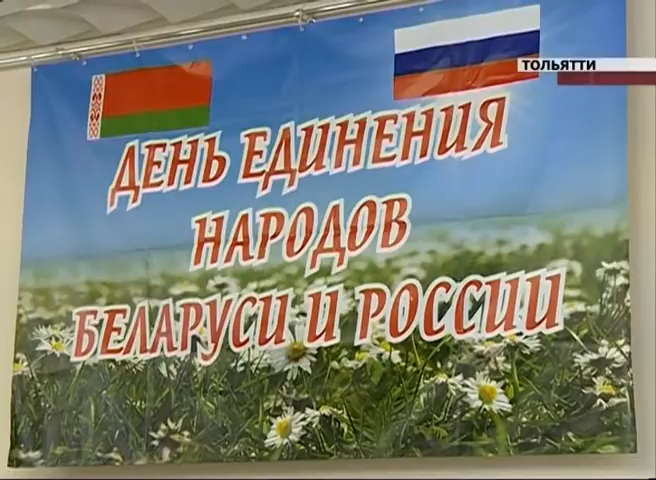 ТОЛЬЯТТИ
ДЕНЬ ЕДИНЕНИЯ
НАРОДОВ
БЕЛАРУСИ И РОССИИ